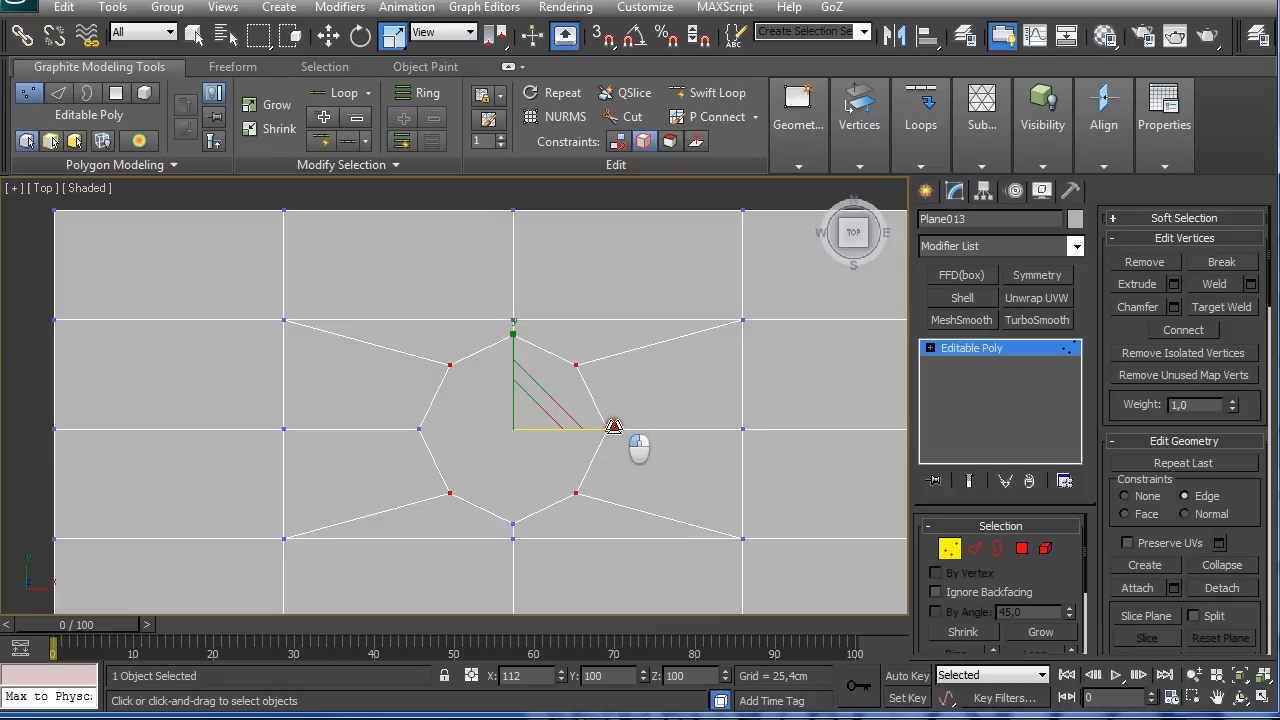 Edit Tools Group Views Create Modifiers Animation Graph Editors Rendering Customize MAXScript Help GoZ
All View Create Selection Se
Graphite Modeling Tools Freeform Selection Object Paint
Grow Loop Ring Repeat QSlice Swift Loop
Editable Poly Shrink NURMS Cut P Connect
1 Constraints: Geomet... Vertices Loops Sub... Visibility Align Properties
Polygon Modeling Modify Selection Edit
[ + ] [ Top ] [ Shaded ]
N
W TOP E
S
y
x
z
Plane013
Modifier List
FFD(box) Symmetry
Shell Unwrap UVW
MeshSmooth TurboSmooth
Editable Poly
Selection
By Vertex
Ignore Backfacing
By Angle: 45,0
Shrink Grow
Soft Selection
Edit Vertices
Remove Break
Extrude Weld
Chamfer Target Weld
Connect
Remove Isolated Vertices
Remove Unused Map Verts
Weight: 1,0
Edit Geometry
Repeat Last
Constraints
None Edge
Face Normal
Preserve UVs
Create Collapse
Attach Detach
Slice Plane Split
Slice Reset Plane
0 / 100
0 10 20 30 40 50 60 70 80 90 100
1 Object Selected X: 112 Y: 100 Z: 100 Grid = 25,4cm Auto Key Selected
Max to Physc Click or click-and-drag to select objects Add Time Tag Set Key Key Filters... 0